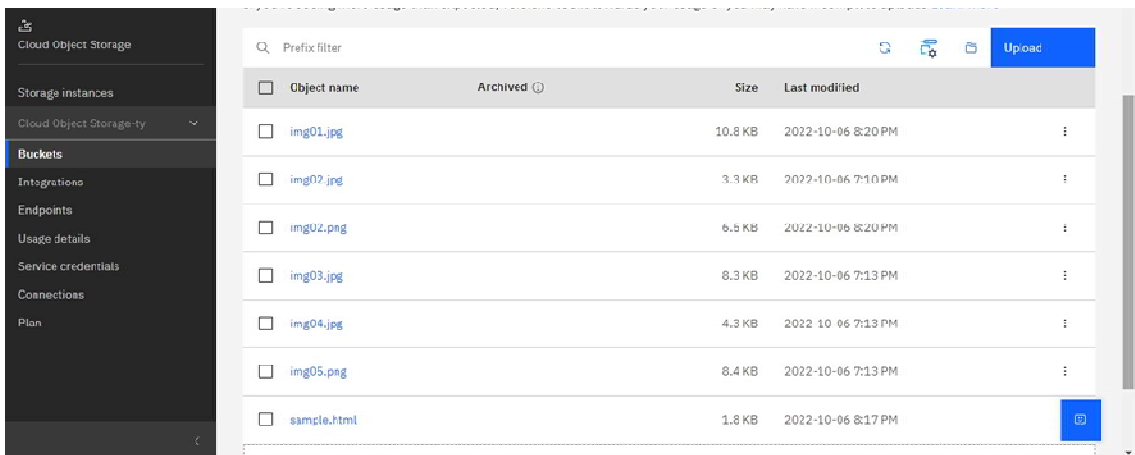 Cloud Object Storage
Storage instances
Cloud Object Storage-ty
Buckets
Integrations
Endpoints
Usage details
Service credentials
Connections
Plan
Prefix filter
Upload
Object name Archived Size Last modified
img01.jpg 10.8 KB 2022-10-06 8:20 PM
img02.jpg 3.3 KB 2022-10-06 7:10 PM
img02.png 6.5 KB 2022-10-06 8:20 PM
img03.jpg 8.3 KB 2022-10-06 7:13 PM
img04.jpg 4.3 KB 2022-10-06 7:13 PM
img05.png 8.4 KB 2022-10-06 7:13 PM
sample.html 1.8 KB 2022-10-06 8:17 PM